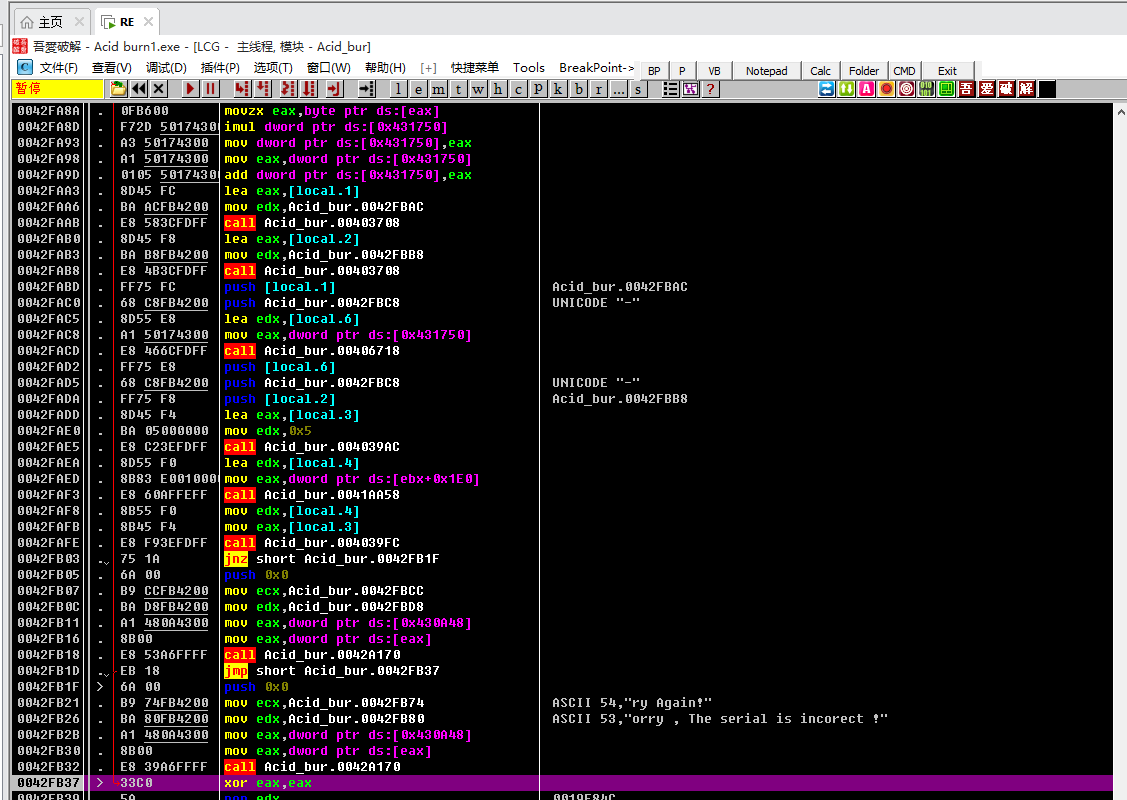 主页 RE
吾愛破解 - Acid burn1.exe - [LCG - 主线程, 模块 - Acid_bur]
C 文件(F) 查看(V) 调试(D) 插件(P) 选项(T) 窗口(W) 帮助(H) [+] 快捷菜单 Tools BreakPoint-> BP P VB Notepad Calc Folder CMD Exit
暂停 l e m t w h c p k b r ... s ? A 吾 爱 破 解
0042FA8A . 0FB600 movzx eax,byte ptr ds:[eax]
0042FA8D . F72D 5017430 imul dword ptr ds:[0x431750]
0042FA93 . A3 50174300 mov dword ptr ds:[0x431750],eax
0042FA98 . A1 50174300 mov eax,dword ptr ds:[0x431750]
0042FA9D . 0105 5017430 add dword ptr ds:[0x431750],eax
0042FAA3 . 8D45 FC lea eax,[local.1]
0042FAA6 . BA ACFB4200 mov edx,Acid_bur.0042FBAC
0042FAAB . E8 583CFDFF call Acid_bur.00403708
0042FAB0 . 8D45 F8 lea eax,[local.2]
0042FAB3 . BA B8FB4200 mov edx,Acid_bur.0042FBB8
0042FAB8 . E8 4B3CFDFF call Acid_bur.00403708
0042FABD . FF75 FC push [local.1] Acid_bur.0042FBAC
0042FAC0 . 68 C8FB4200 push Acid_bur.0042FBC8 UNICODE "-"
0042FAC5 . 8D55 E8 lea edx,[local.6]
0042FAC8 . A1 50174300 mov eax,dword ptr ds:[0x431750]
0042FACD . E8 466CFDFF call Acid_bur.00406718
0042FAD2 . FF75 E8 push [local.6]
0042FAD5 . 68 C8FB4200 push Acid_bur.0042FBC8 UNICODE "-"
0042FADA . FF75 F8 push [local.2] Acid_bur.0042FBB8
0042FADD . 8D45 F4 lea eax,[local.3]
0042FAE0 . BA 05000000 mov edx,0x5
0042FAE5 . E8 C23EFDFF call Acid_bur.004039AC
0042FAEA . 8D55 F0 lea edx,[local.4]
0042FAED . 8B83 E001000 mov eax,dword ptr ds:[ebx+0x1E0]
0042FAF3 . E8 60AFFEFF call Acid_bur.0041AA58
0042FAF8 . 8B55 F0 mov edx,[local.4]
0042FAFB . 8B45 F4 mov eax,[local.3]
0042FAFE . E8 F93EFDFF call Acid_bur.004039FC
0042FB03 . 75 1A jnz short Acid_bur.0042FB1F
0042FB05 . 6A 00 push 0x0
0042FB07 . B9 CCFB4200 mov ecx,Acid_bur.0042FBCC
0042FB0C . BA D8FB4200 mov edx,Acid_bur.0042FBD8
0042FB11 . A1 480A4300 mov eax,dword ptr ds:[0x430A48]
0042FB16 . 8B00 mov eax,dword ptr ds:[eax]
0042FB18 . E8 53A6FFFF call Acid_bur.0042A170
0042FB1D . EB 18 jmp short Acid_bur.0042FB37
0042FB1F > 6A 00 push 0x0
0042FB21 . B9 74FB4200 mov ecx,Acid_bur.0042FB74 ASCII 54,"ry Again!"
0042FB26 . BA 80FB4200 mov edx,Acid_bur.0042FB80 ASCII 53,"orry , The serial is incorect !"
0042FB2B . A1 480A4300 mov eax,dword ptr ds:[0x430A48]
0042FB30 . 8B00 mov eax,dword ptr ds:[eax]
0042FB32 . E8 39A6FFFF call Acid_bur.0042A170
0042FB37 > 33C0 xor eax,eax
0042FB39 . 5A pop edx 0019F84C